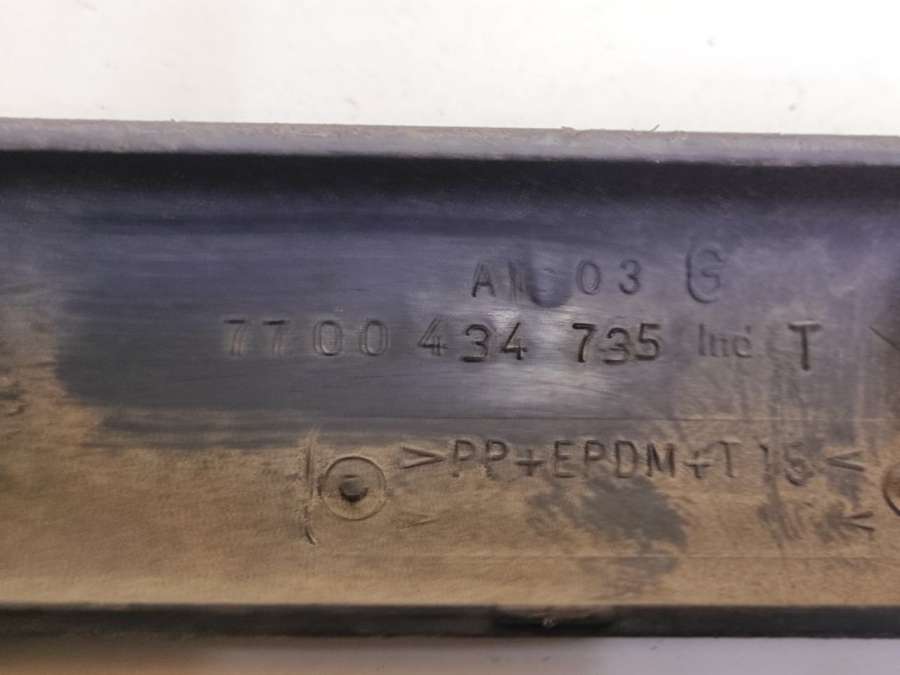 03 G
7700 434 735 Ind T
>PP+EPDM+T15<